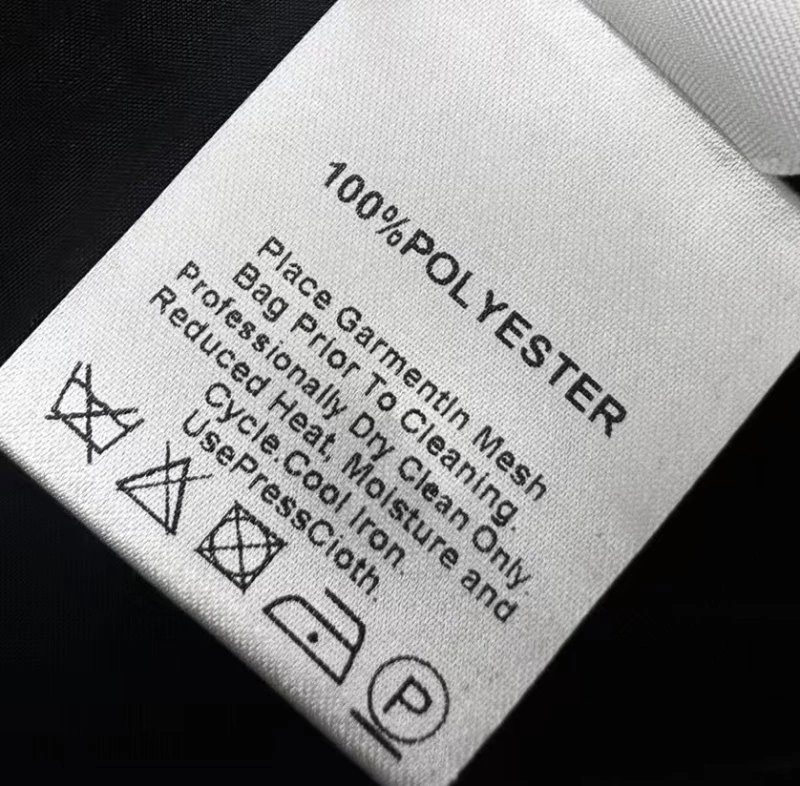 100%POLYESTER
Place GarmentIn Mesh
Bag Prior To Cleaning.
Professionally Dry Clean Only.
Reduced Heat, Moisture and
Cycle.Cool Iron.
UsePressCloth.
P